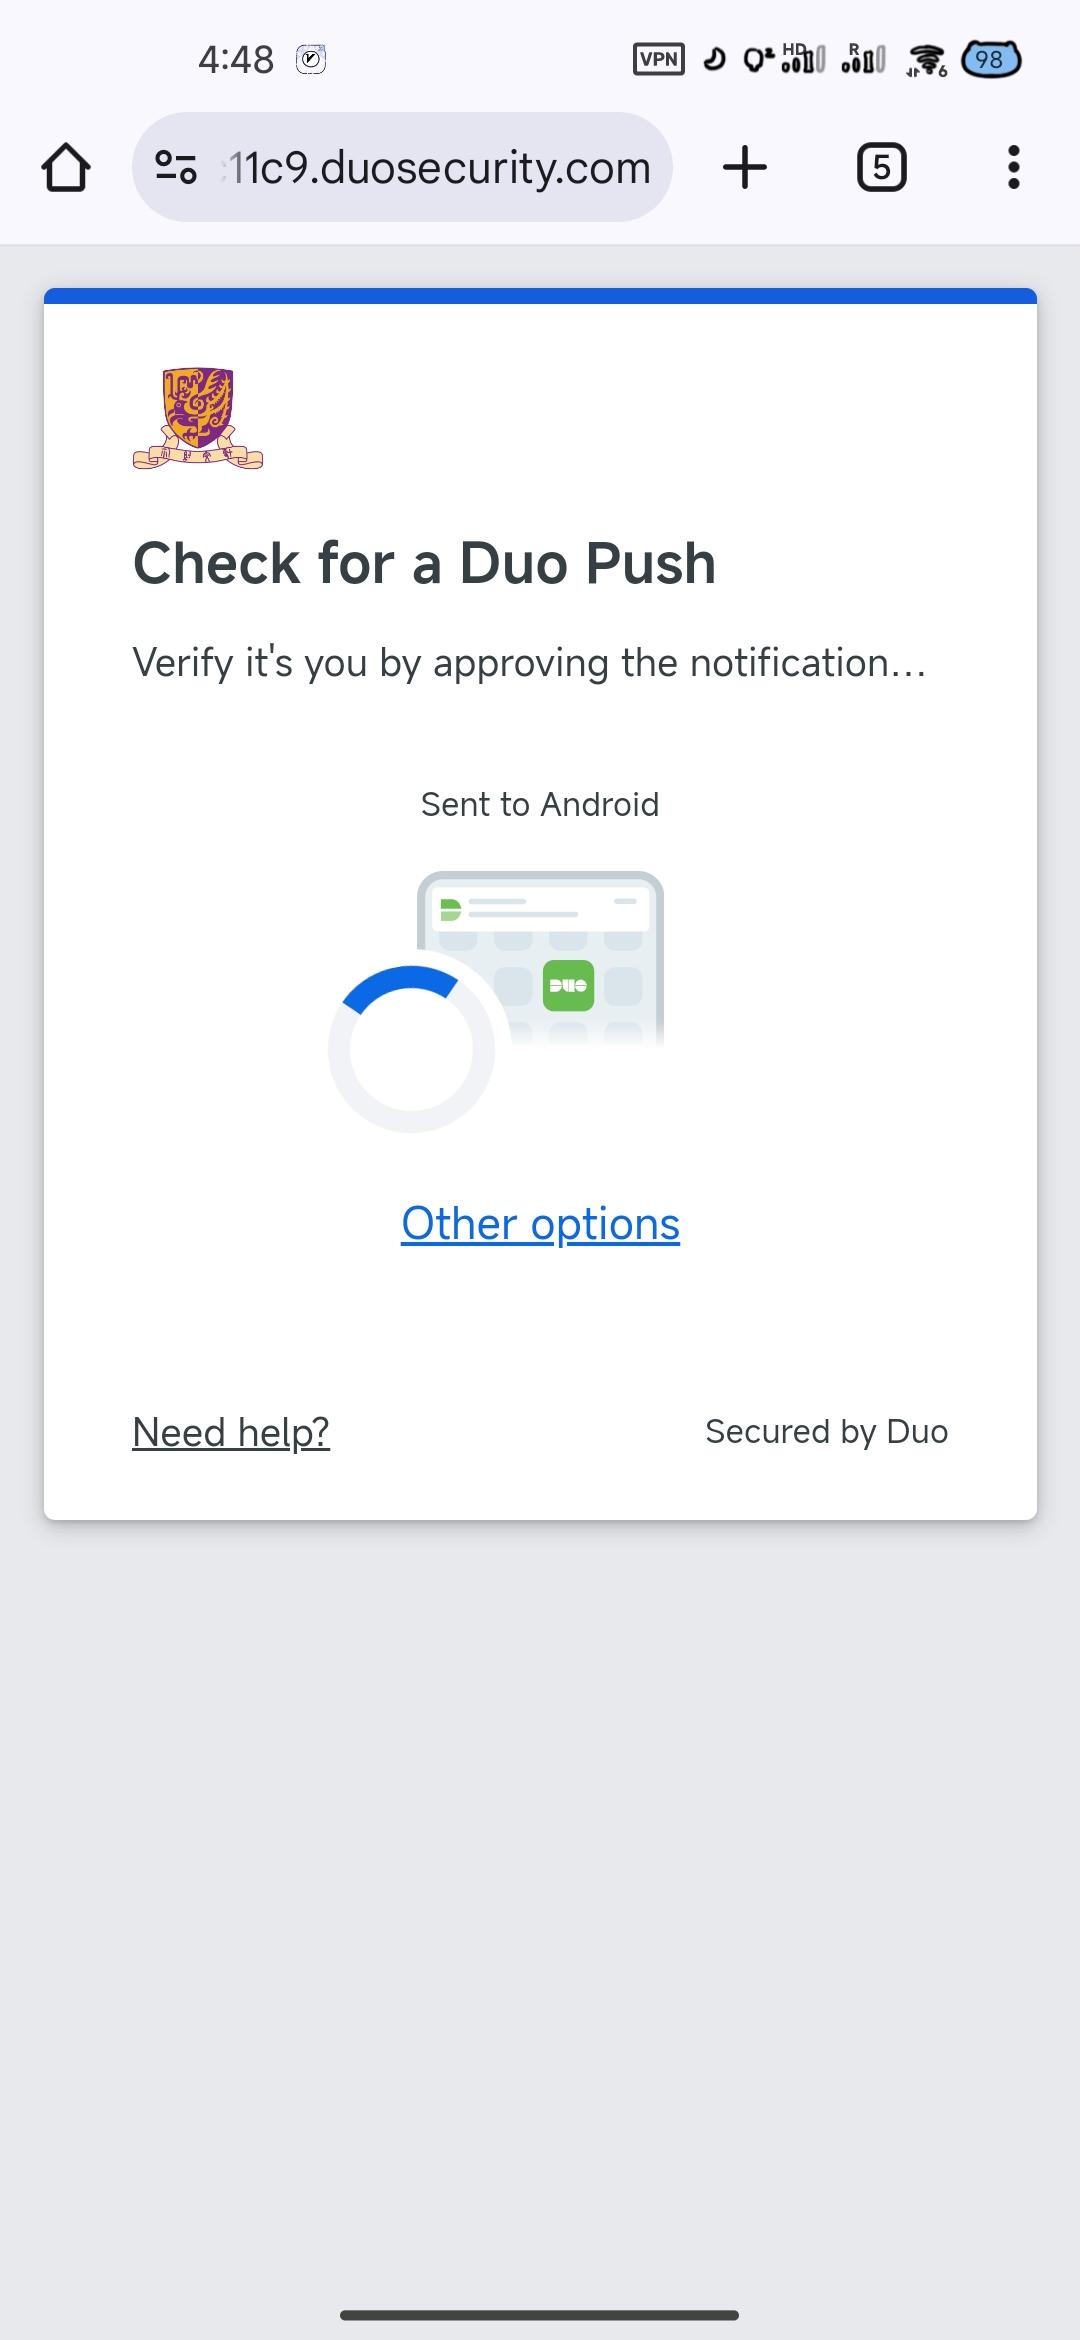 4:48
VPN
HD
R
6
98
11c9.duosecurity.com
5
Check for a Duo Push
Verify it's you by approving the notification...
Sent to Android
DUO
Other options
Need help?
Secured by Duo